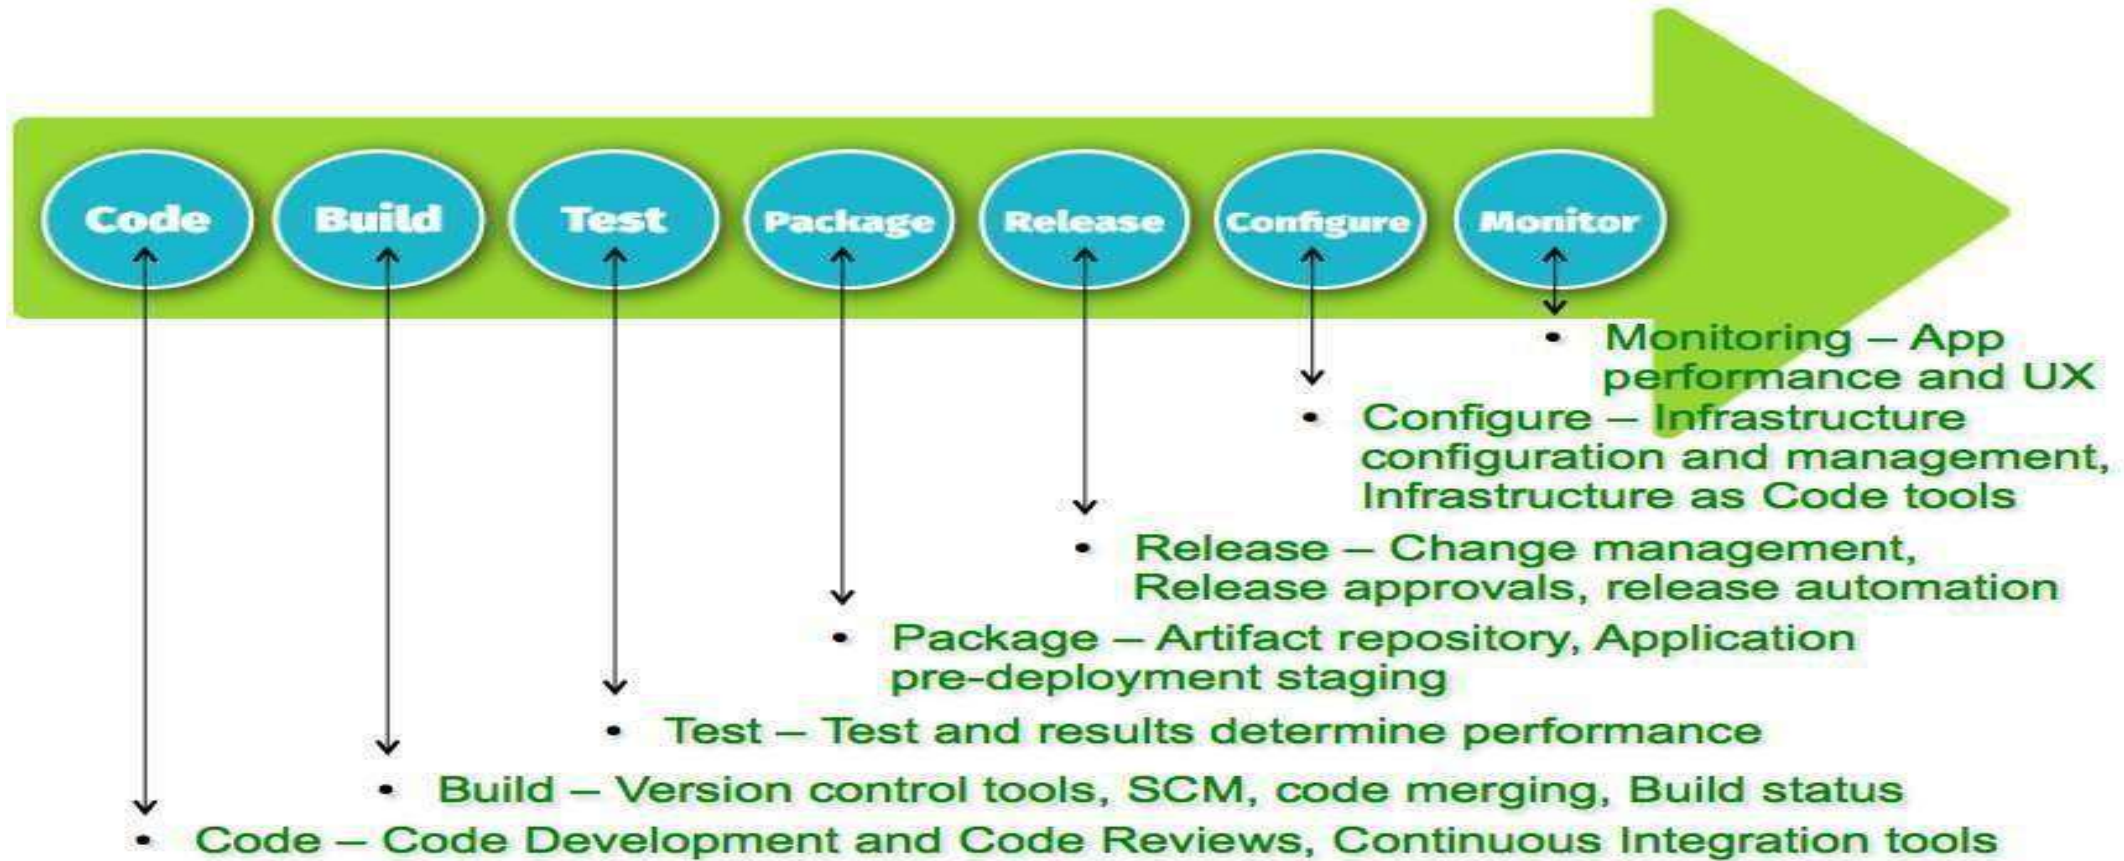 Code
Build
Test
Package
Release
Configure
Monitor
• Monitoring – App
performance and UX
• Configure – Infrastructure
configuration and management,
Infrastructure as Code tools
• Release – Change management,
Release approvals, release automation
• Package – Artifact repository, Application
pre-deployment staging
• Test – Test and results determine performance
• Build – Version control tools, SCM, code merging, Build status
• Code – Code Development and Code Reviews, Continuous Integration tools